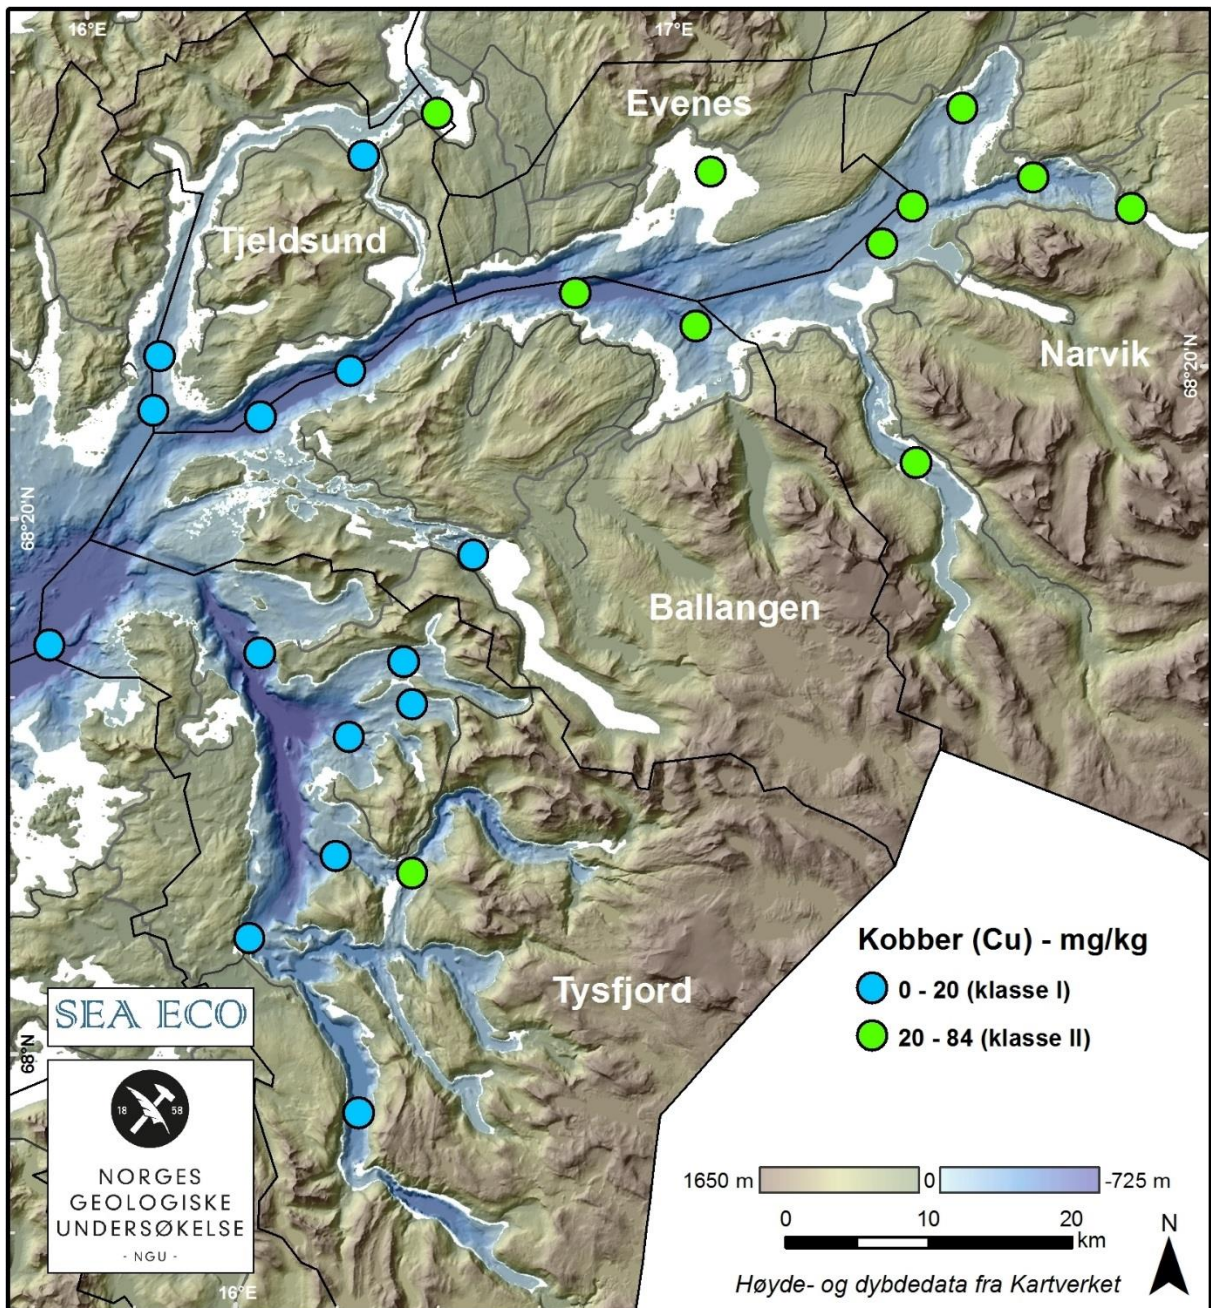 16°E
17°E
Evenes
Tjeldsund
Narvik
68°20'N
68°20'N
Ballangen
Kobber (Cu) - mg/kg
0 - 20 (klasse I)
20 - 84 (klasse II)
Tysfjord
SEA ECO
68°N
18 58
NORGES
GEOLOGISKE
UNDERSØKELSE
- NGU -
1650 m 0 -725 m
0 10 20
km
N
Høyde- og dybdedata fra Kartverket
16°E